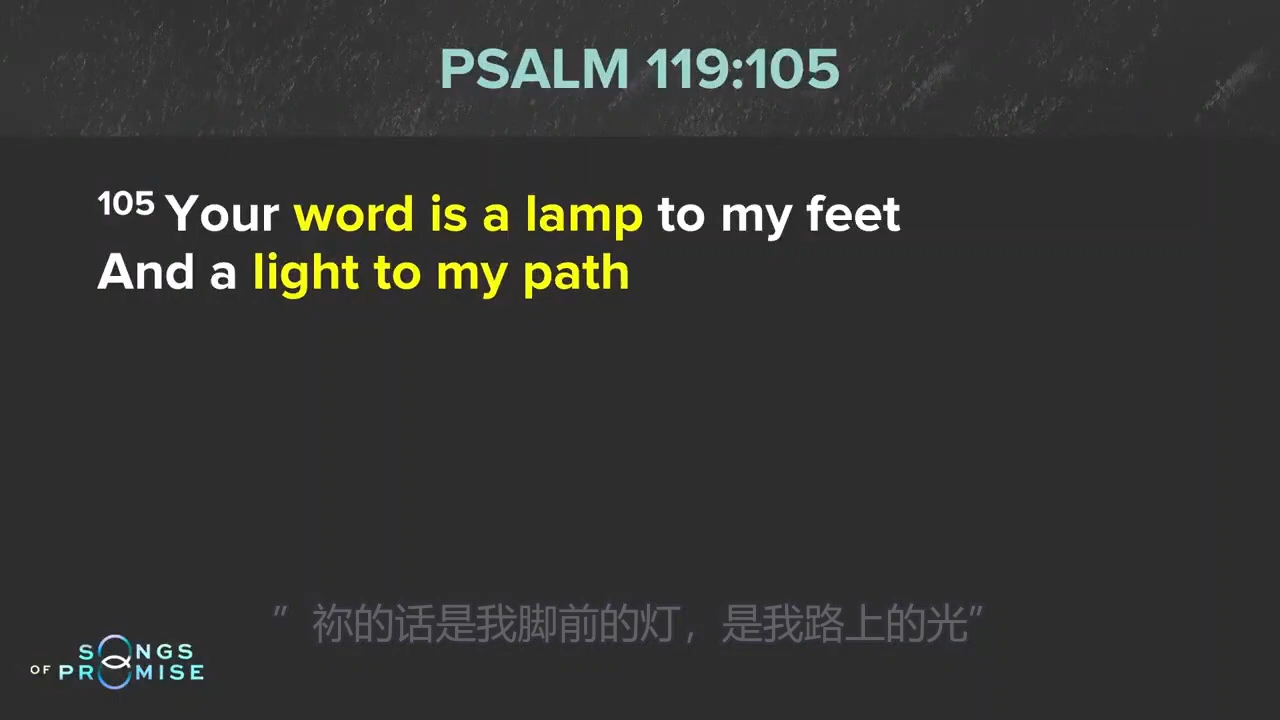 PSALM 119:105
105 Your word is a lamp to my feet
And a light to my path
”祢的话是我脚前的灯，是我路上的光”
SONGS
OF PROMISE